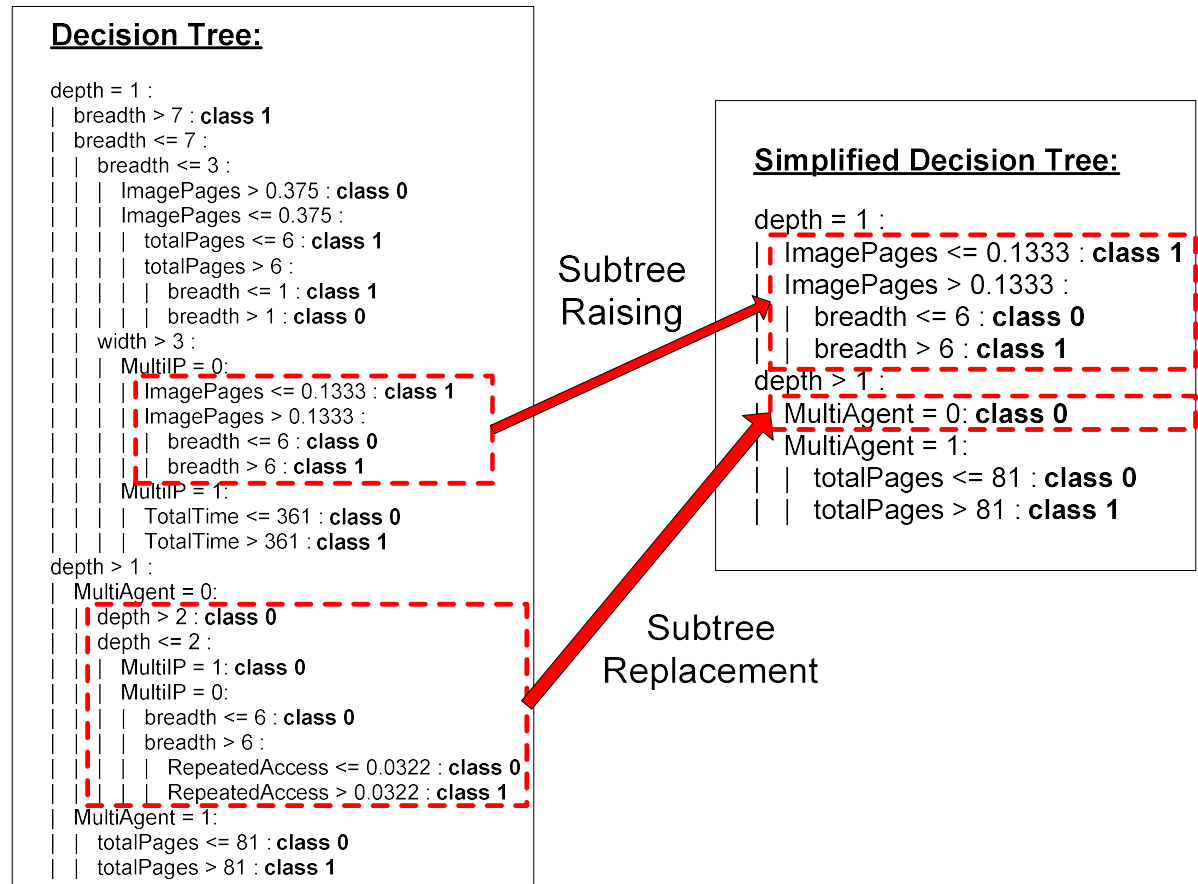 Decision Tree:
depth = 1 :
| breadth > 7 : class 1
| breadth <= 7 :
| | breadth <= 3 :
| | | ImagePages > 0.375 : class 0
| | | ImagePages <= 0.375 :
| | | | totalPages <= 6 : class 1
| | | | totalPages > 6 :
| | | | | breadth <= 1 : class 1
| | | | | breadth > 1 : class 0
| | width > 3 :
| | | MultiIP = 0:
| | | | ImagePages <= 0.1333 : class 1
| | | | ImagePages > 0.1333 :
| | | | | breadth <= 6 : class 0
| | | | | breadth > 6 : class 1
| | | MultiIP = 1:
| | | | TotalTime <= 361 : class 0
| | | | TotalTime > 361 : class 1
depth > 1 :
| MultiAgent = 0:
| | depth > 2 : class 0
| | depth <= 2 :
| | | MultiIP = 1: class 0
| | | MultiIP = 0:
| | | | breadth <= 6 : class 0
| | | | breadth > 6 :
| | | | | RepeatedAccess <= 0.0322 : class 0
| | | | | RepeatedAccess > 0.0322 : class 1
| MultiAgent = 1:
| | totalPages <= 81 : class 0
| | totalPages > 81 : class 1
Subtree
Raising
Subtree
Replacement
Simplified Decision Tree:
depth = 1 :
| ImagePages <= 0.1333 : class 1
| ImagePages > 0.1333 :
| | breadth <= 6 : class 0
| | breadth > 6 : class 1
depth > 1 :
| MultiAgent = 0: class 0
| MultiAgent = 1:
| | totalPages <= 81 : class 0
| | totalPages > 81 : class 1